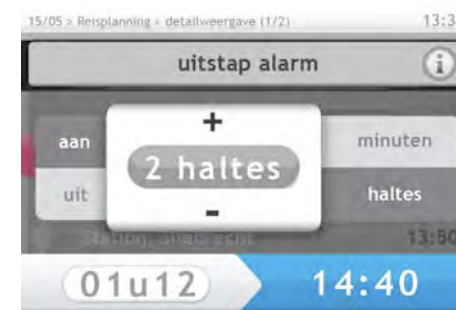 15/05 > Reisplanning > detailweergave (1/2) 13:3
uitstap alarm i
+
aan minuten
2 haltes
uit haltes
-
Station, 13:50
01u12 14:40